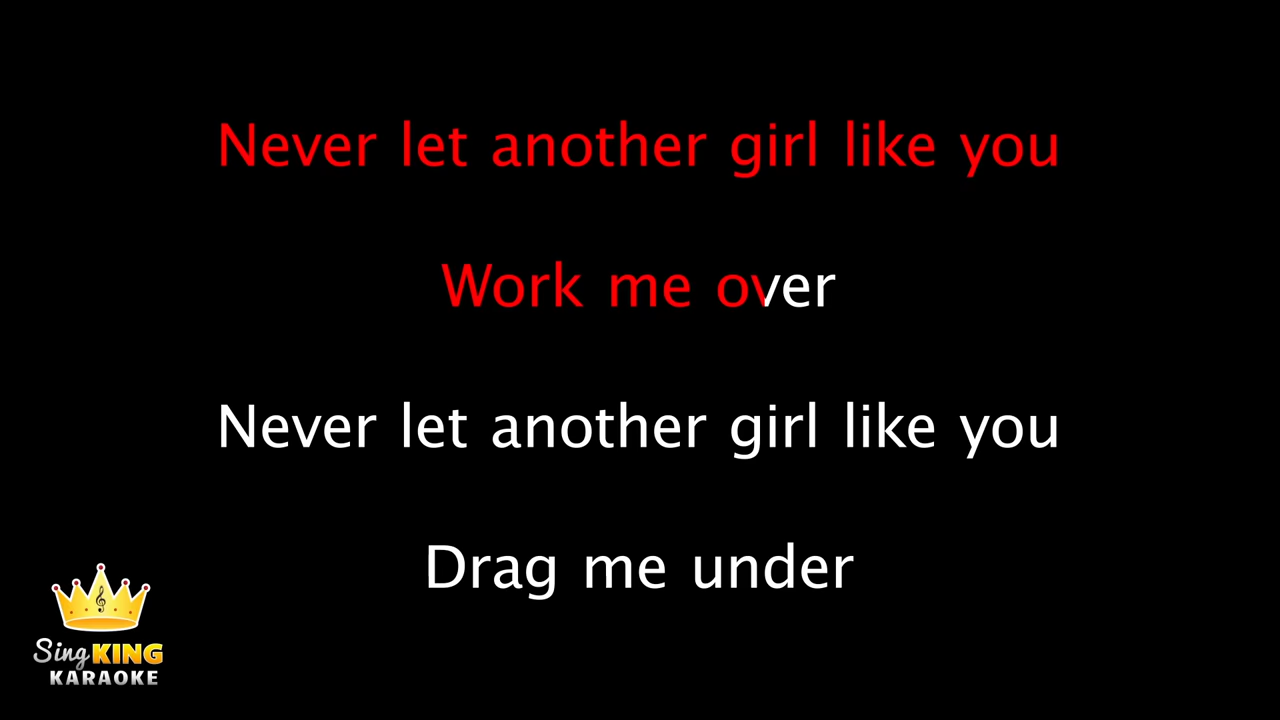 Never let another girl like you
Work me over
Never let another girl like you
Drag me under
Sing KING
KARAOKE